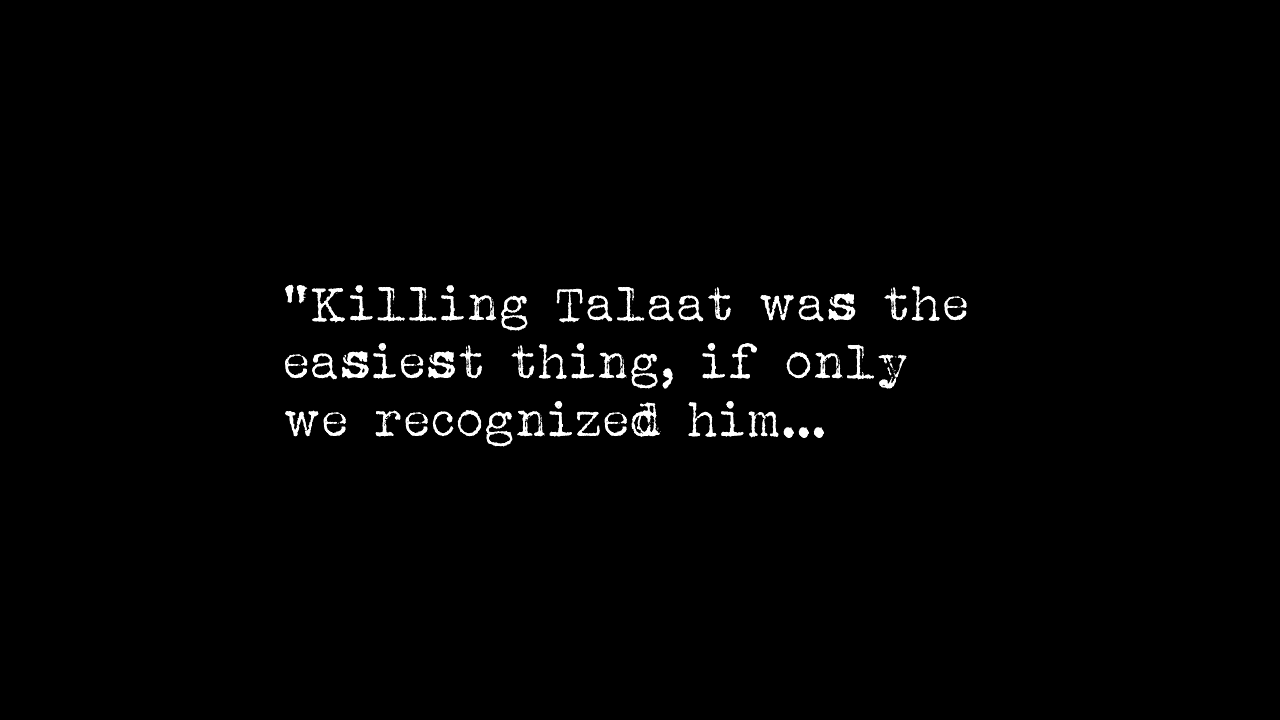 "Killing Talaat was the
easiest thing, if only
we recognized him...